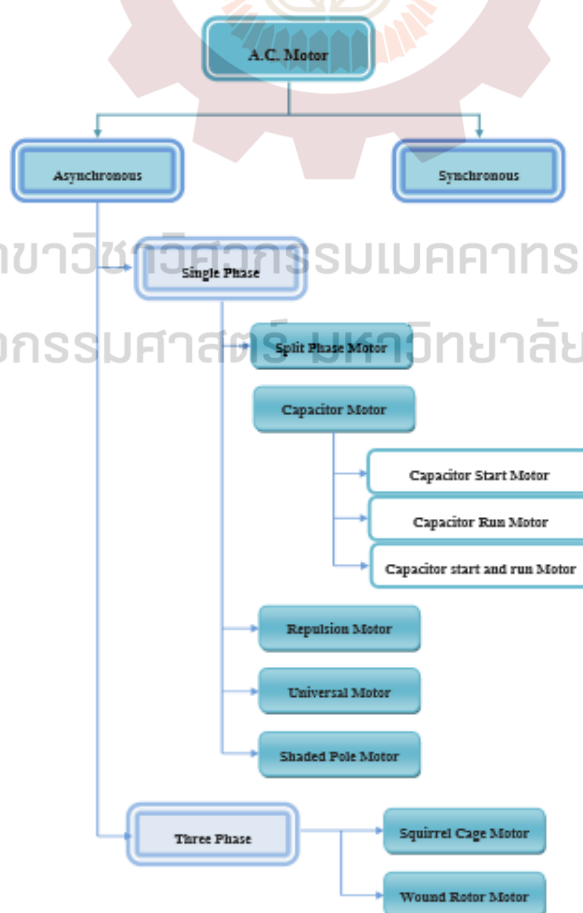 A.C. Motor
Asynchronous
Synchronous
Single Phase
Split Phase Motor
Capacitor Motor
Capacitor Start Motor
Capacitor Run Motor
Capacitor start and run Motor
Repulsion Motor
Universal Motor
Shaded Pole Motor
Three Phase
Squirrel Cage Motor
Wound Rotor Motor